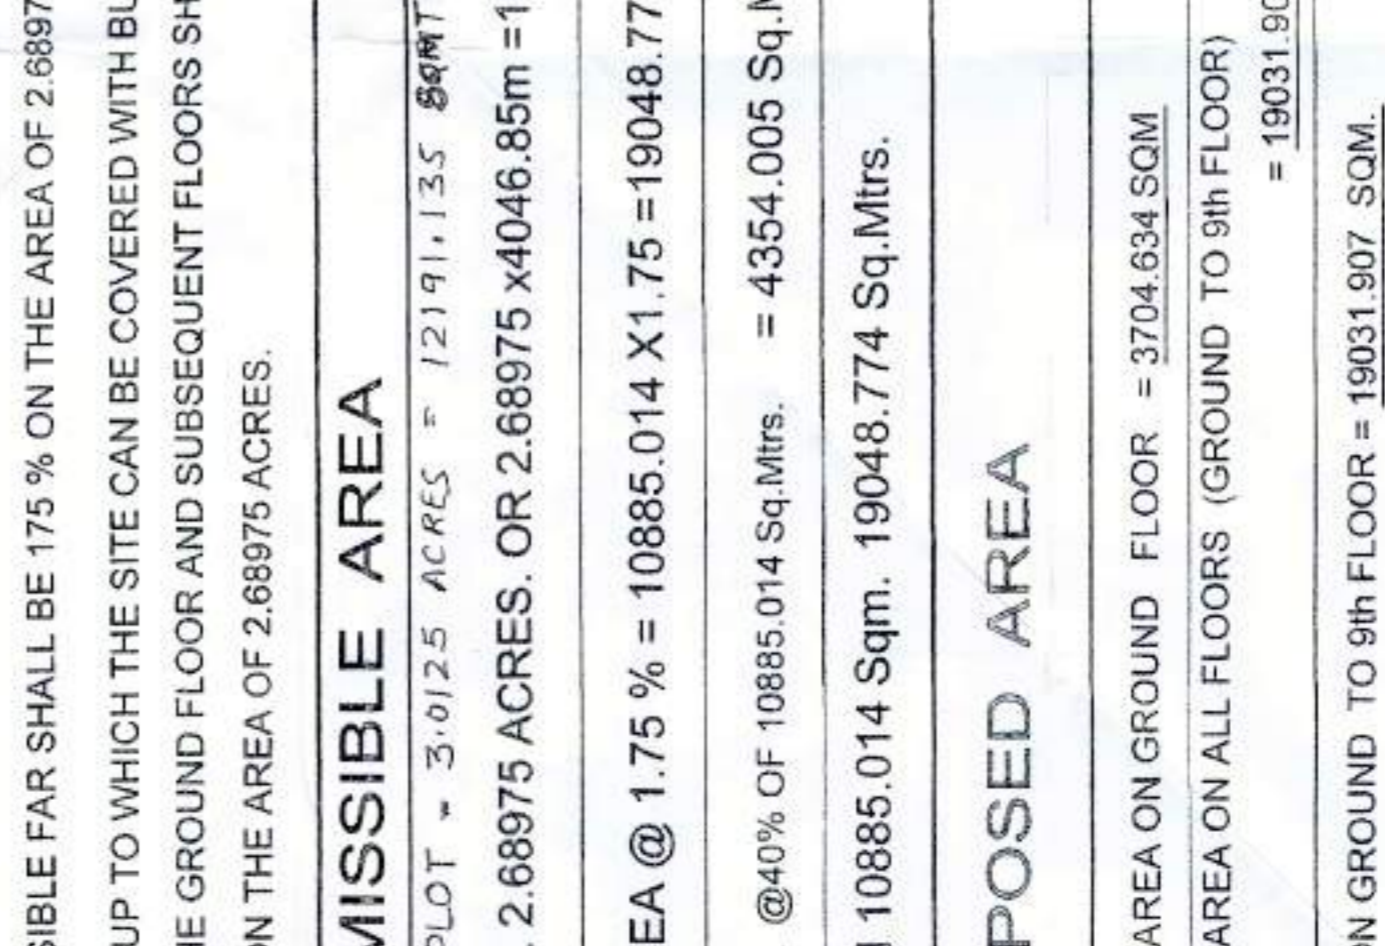 SIBLE FAR SHALL BE 175 % ON THE AREA OF 2.6897
UP TO WHICH THE SITE CAN BE COVERED WITH BU
HE GROUND FLOOR AND SUBSEQUENT FLOORS SH
ON THE AREA OF 2.68975 ACRES.
MISSIBLE AREA
PLOT = 3.0125 ACRES = 12191.135 SQMT
. 2.68975 ACRES. OR 2.68975 x4046.85m =1
EA @ 1.75 % = 10885.014 X1.75 =19048.77
@40% OF 10885.014 Sq.Mtrs. = 4354.005 Sq.M
10885.014 Sqm. 19048.774 Sq.Mtrs.
POSED AREA
AREA ON GROUND FLOOR = 3704.634 SQM
AREA ON ALL FLOORS (GROUND TO 9th FLOOR)
= 19031.90
ON GROUND TO 9th FLOOR = 19031.907 SQM.